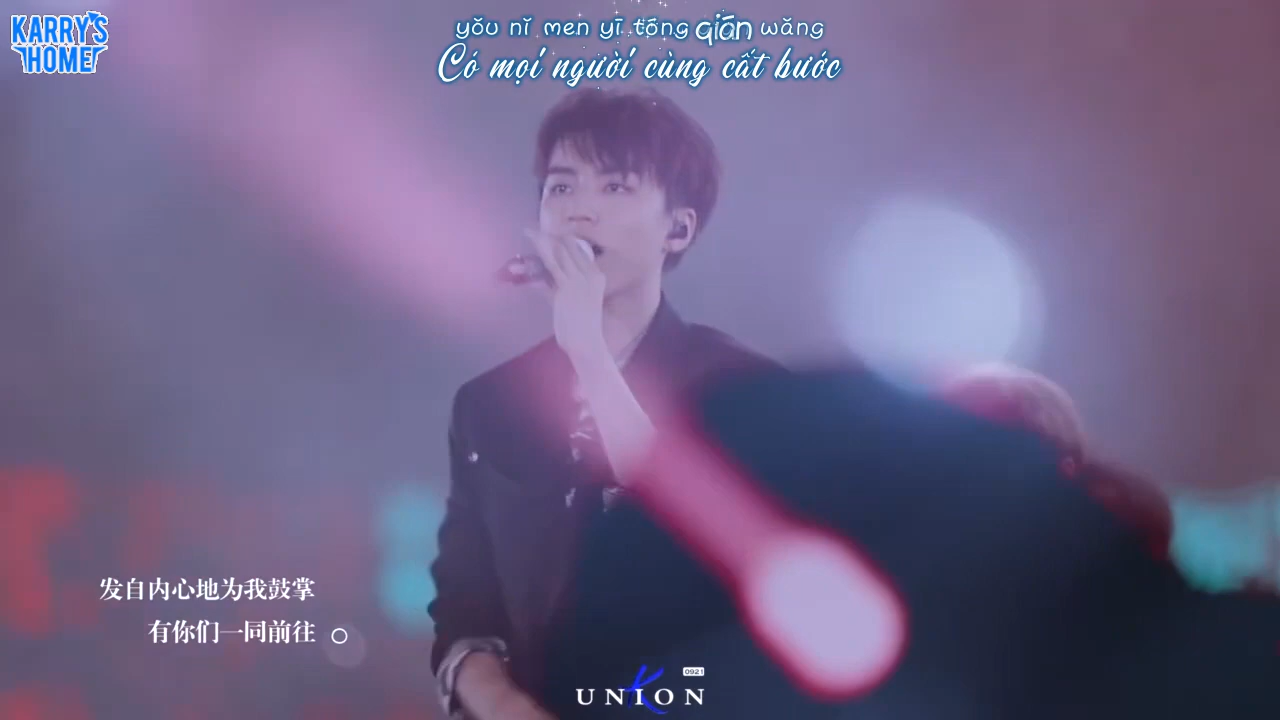 KARRY'S
HOME
yǒu nǐ men yī tóng qián wǎng
Có mọi người cùng cất bước
发自内心地为我鼓掌
有你们一同前往
0921
K
UNION